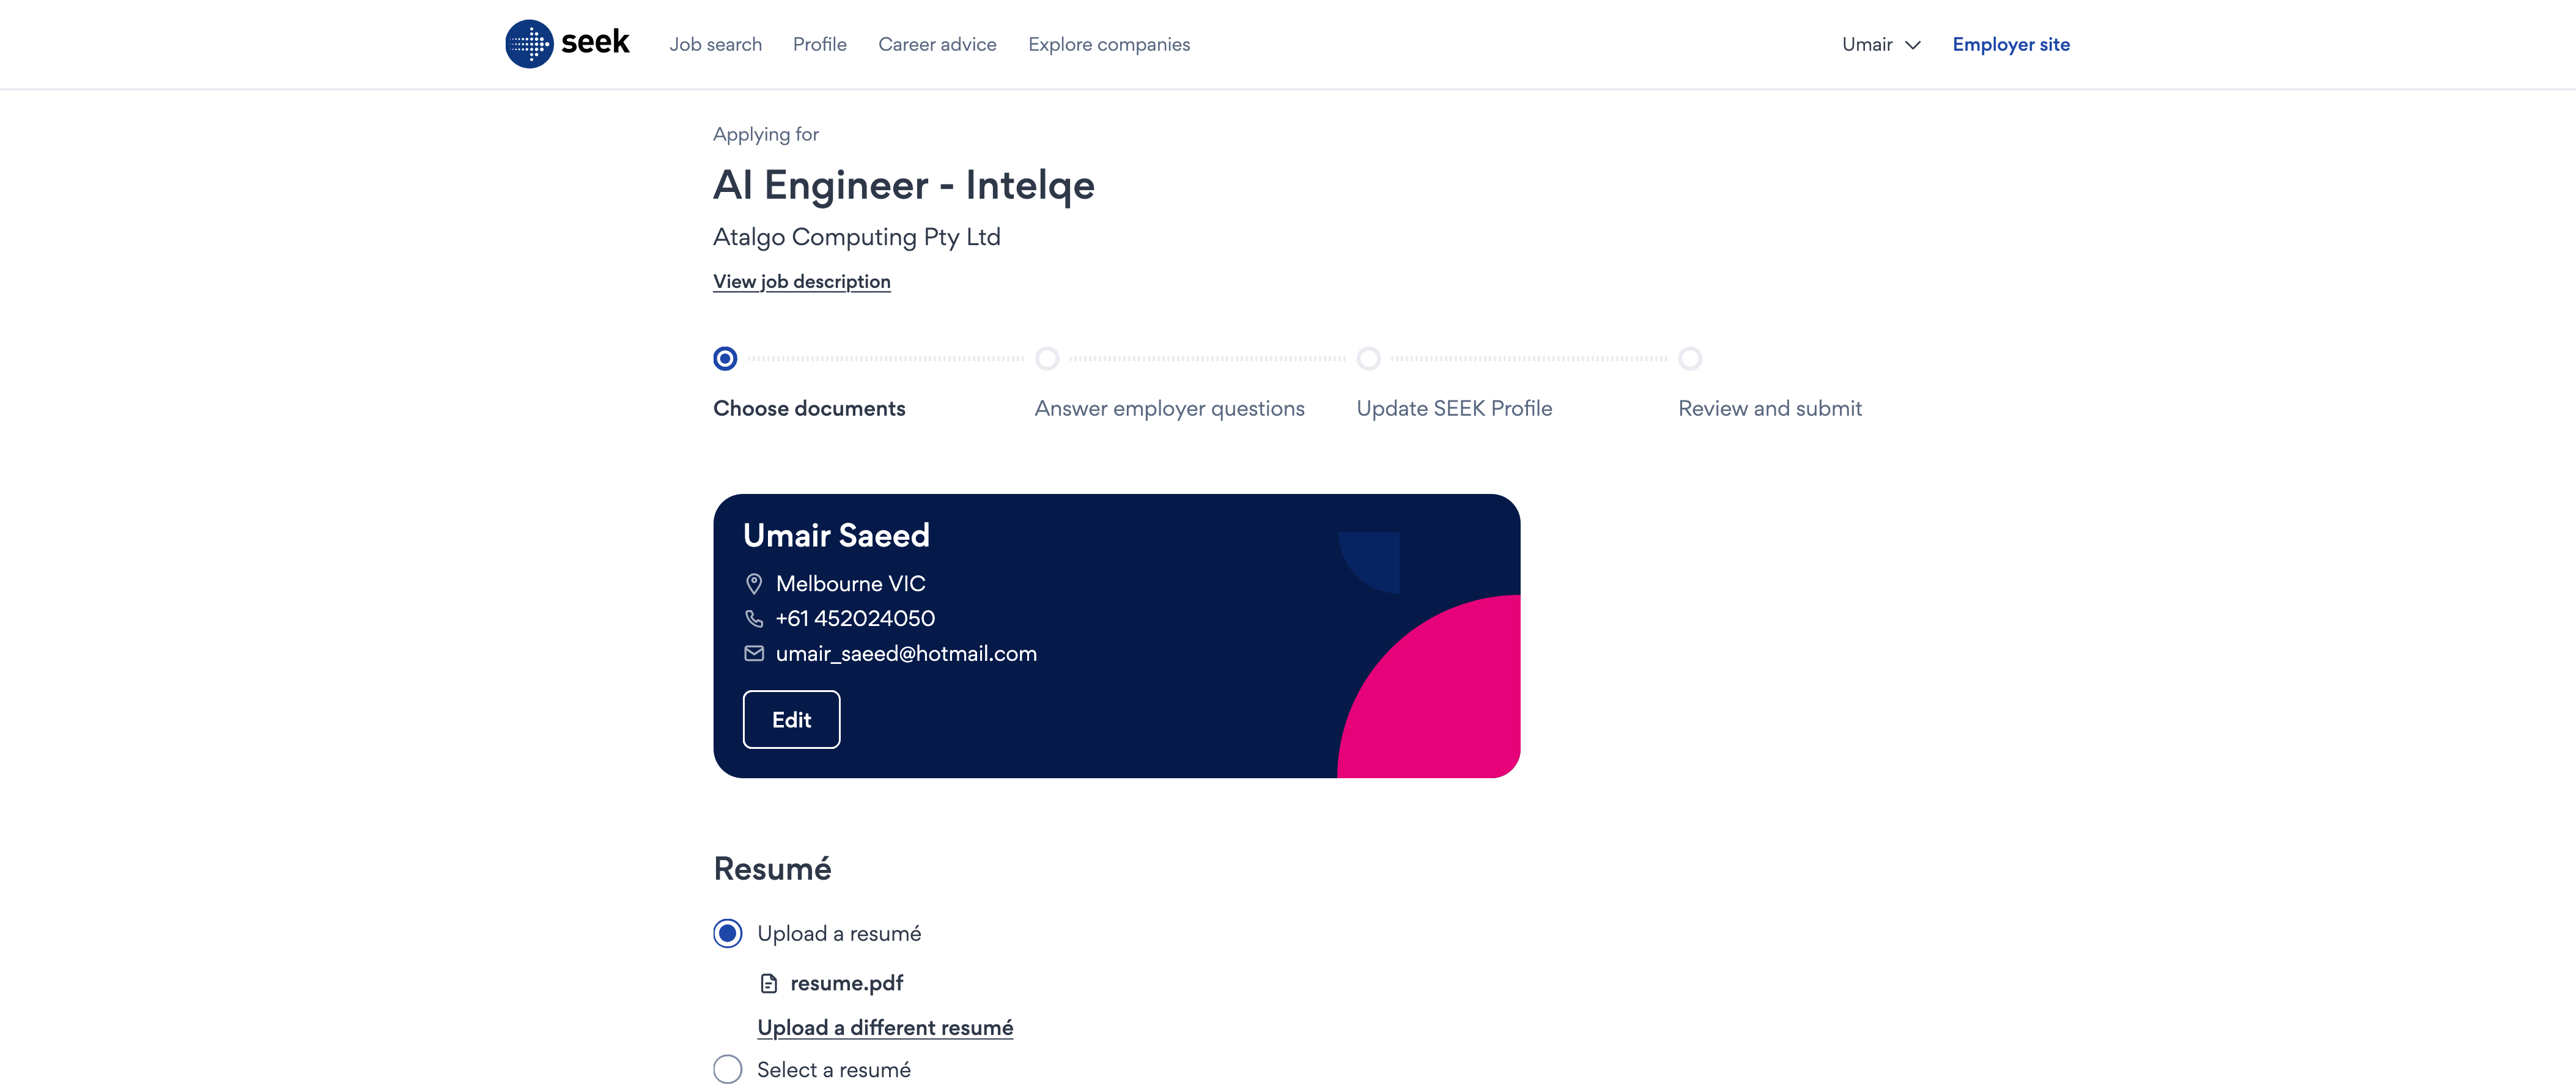 seek Job search Profile Career advice Explore companies Umair Employer site
Applying for
AI Engineer - Intelqe
Atalgo Computing Pty Ltd
View job description
Choose documents Answer employer questions Update SEEK Profile Review and submit
Umair Saeed
Melbourne VIC
+61 452024050
umair_saeed@hotmail.com
Edit
Resumé
Upload a resumé
resume.pdf
Upload a different resumé
Select a resumé